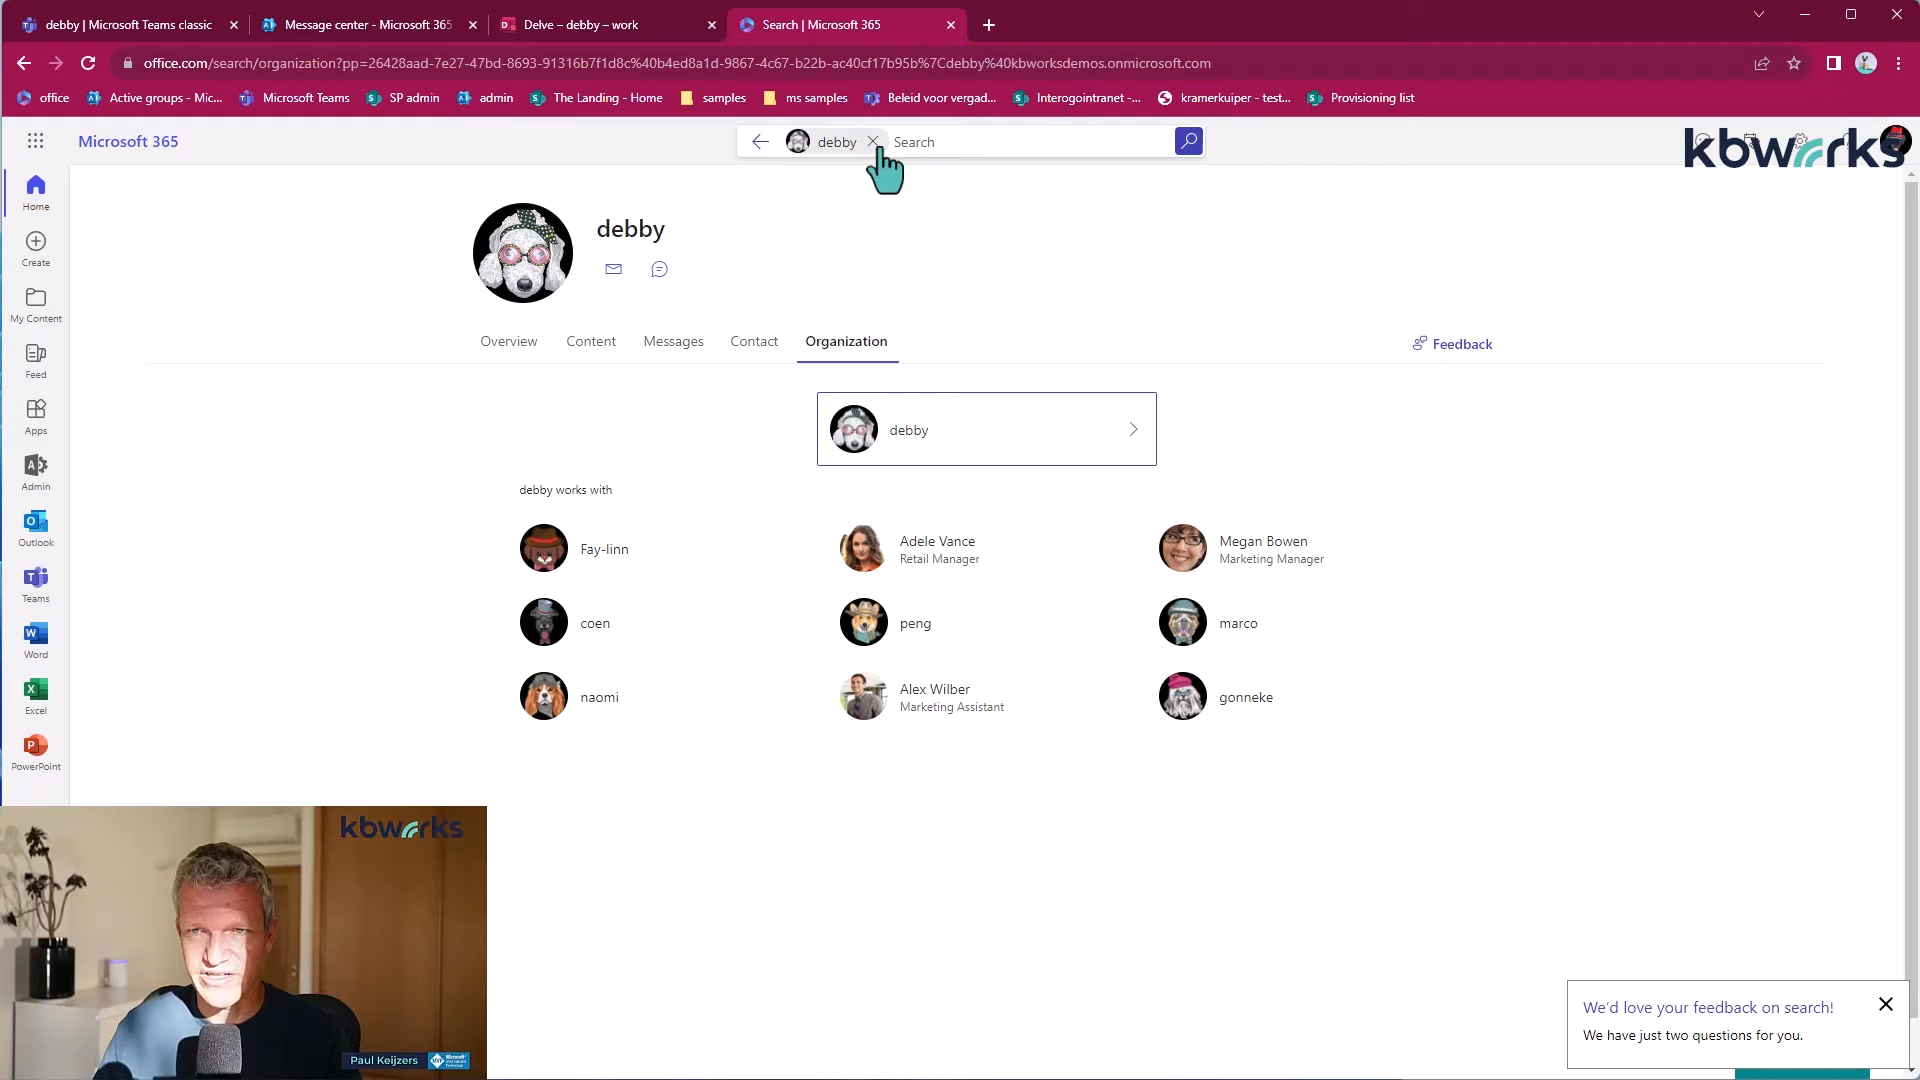 debby | Microsoft Teams classic
Message center - Microsoft 365
Delve – debby – work
Search | Microsoft 365
office.com/search/organization?pp=26428aad-7e27-47bd-8693-91316b7f1d8c%40b4ed8a1d-9867-4c67-b22b-ac40cf17b95b%7Cdebby%40kbworksdemos.onmicrosoft.com
office
Active groups - Mic...
Microsoft Teams
SP admin
admin
The Landing - Home
samples
ms samples
Beleid voor vergad...
Interogointranet -...
kramerkuiper - test...
Provisioning list
Microsoft 365
debby
Search
kbworks
Home
Create
My Content
Feed
Apps
Admin
Outlook
Teams
Word
Excel
PowerPoint
debby
Overview
Content
Messages
Contact
Organization
Feedback
debby
debby works with
Fay-linn
Adele Vance
Retail Manager
Megan Bowen
Marketing Manager
coen
peng
marco
naomi
Alex Wilber
Marketing Assistant
gonneke
kbworks
Paul Keijzers
We'd love your feedback on search!
We have just two questions for you.